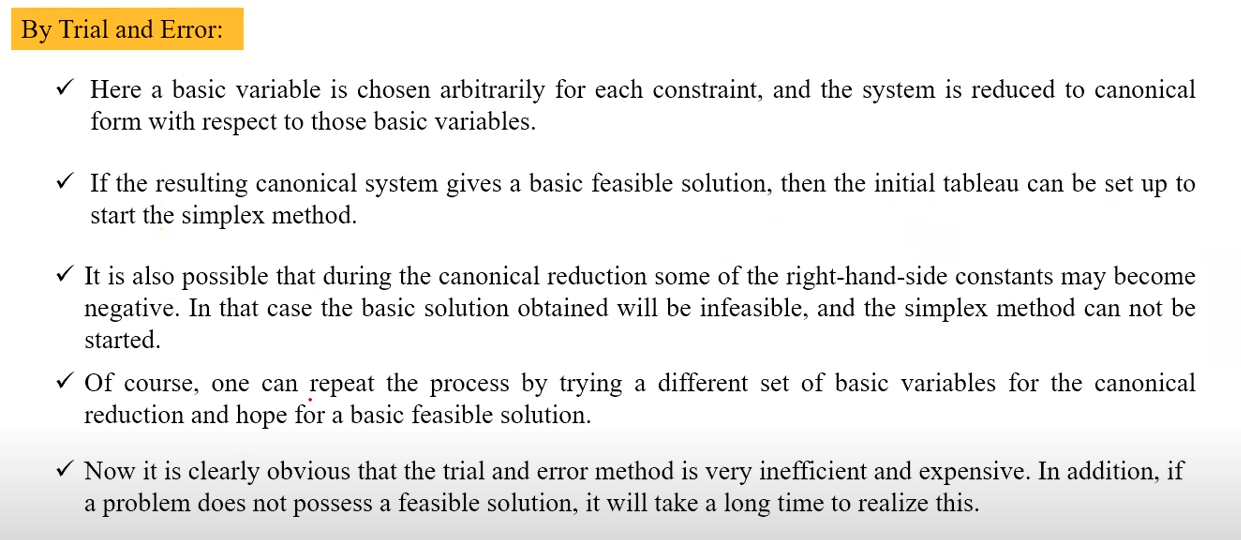 By Trial and Error:
✓ Here a basic variable is chosen arbitrarily for each constraint, and the system is reduced to canonical
form with respect to those basic variables.
✓ If the resulting canonical system gives a basic feasible solution, then the initial tableau can be set up to
start the simplex method.
✓ It is also possible that during the canonical reduction some of the right-hand-side constants may become
negative. In that case the basic solution obtained will be infeasible, and the simplex method can not be
started.
✓ Of course, one can repeat the process by trying a different set of basic variables for the canonical
reduction and hope for a basic feasible solution.
✓ Now it is clearly obvious that the trial and error method is very inefficient and expensive. In addition, if
a problem does not possess a feasible solution, it will take a long time to realize this.